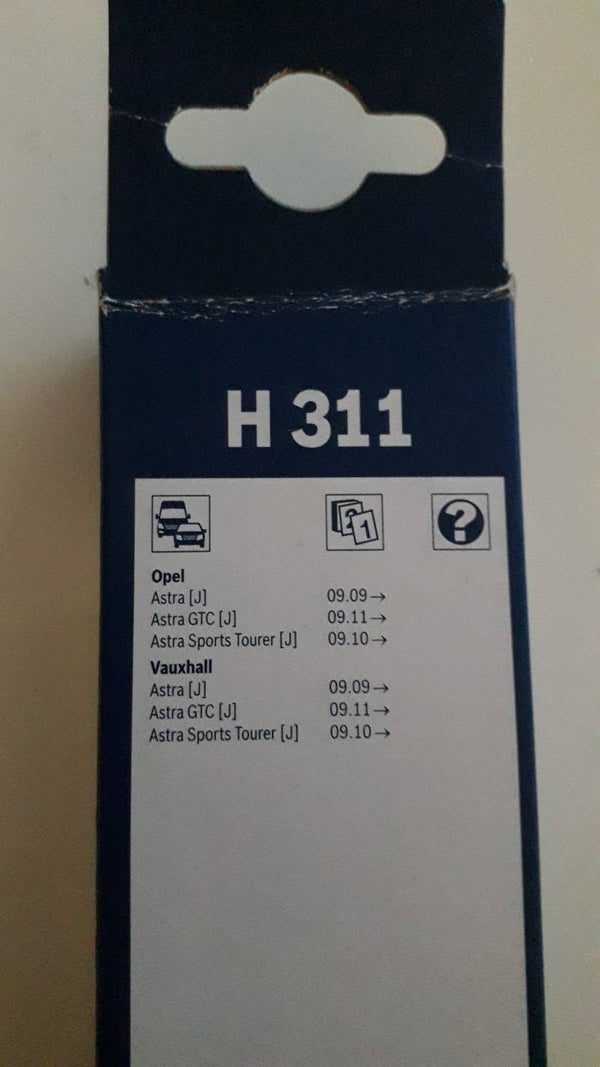 H 311
21
?
Opel
Astra [J] 09.09→
Astra GTC [J] 09.11→
Astra Sports Tourer [J] 09.10→
Vauxhall
Astra [J] 09.09→
Astra GTC [J] 09.11→
Astra Sports Tourer [J] 09.10→